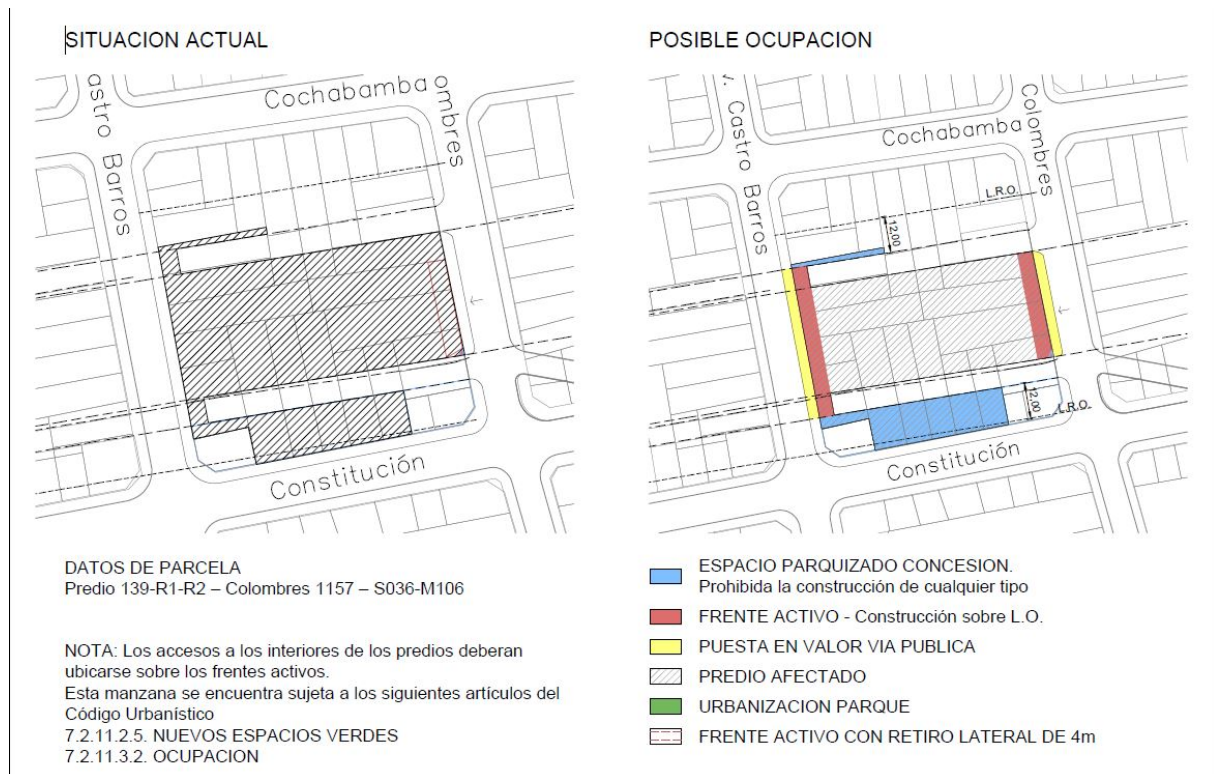 SITUACION ACTUAL
astro Barros
Cochabamba
ombres
Constitución
DATOS DE PARCELA
Predio 139-R1-R2 – Colombres 1157 – S036-M106
NOTA: Los accesos a los interiores de los predios deberan
ubicarse sobre los frentes activos.
Esta manzana se encuentra sujeta a los siguientes artículos del
Código Urbanístico
7.2.11.2.5. NUEVOS ESPACIOS VERDES
7.2.11.3.2. OCUPACION
POSIBLE OCUPACION
v. Castro Barros
Cochabamba
Colombres
L.R.O.
12,00
12,00
L.R.O.
Constitución
ESPACIO PARQUIZADO CONCESION.
Prohibida la construcción de cualquier tipo
FRENTE ACTIVO - Construcción sobre L.O.
PUESTA EN VALOR VIA PUBLICA
PREDIO AFECTADO
URBANIZACION PARQUE
FRENTE ACTIVO CON RETIRO LATERAL DE 4m